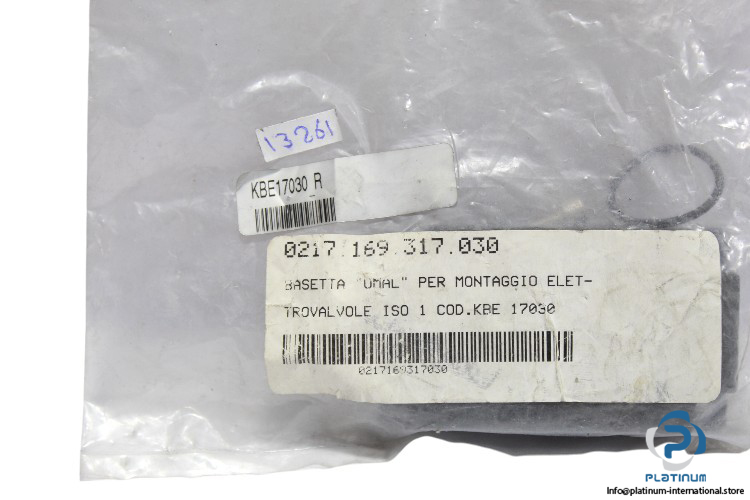 13261
KBE17030_R
0217.169.317.030
BASETTA "OMAL" PER MONTAGGIO ELET-
TROVALVOLE ISO 1 COD.KBE 17030
0217169317030
PLATINUM
Info@platinum-international.store